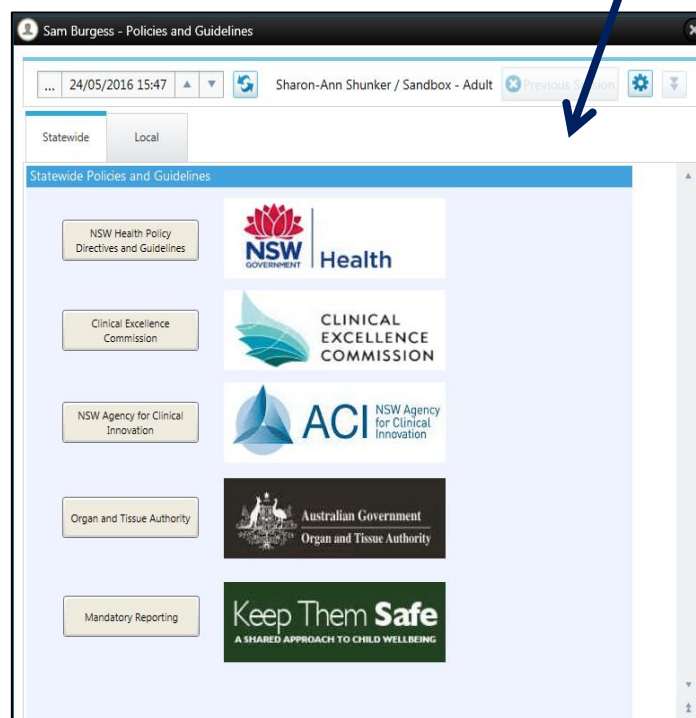 Sam Burgess - Policies and Guidelines
... 24/05/2016 15:47
Sharon-Ann Shunker / Sandbox - Adult
Previous Session
Statewide
Local
Statewide Policies and Guidelines
NSW Health Policy
Directives and Guidelines
NSW
GOVERNMENT
Health
Clinical Excellence
Commission
CLINICAL
EXCELLENCE
COMMISSION
NSW Agency for Clinical
Innovation
ACI
NSW Agency
for Clinical
Innovation
Organ and Tissue Authority
Australian Government
Organ and Tissue Authority
Mandatory Reporting
Keep Them Safe
A SHARED APPROACH TO CHILD WELLBEING